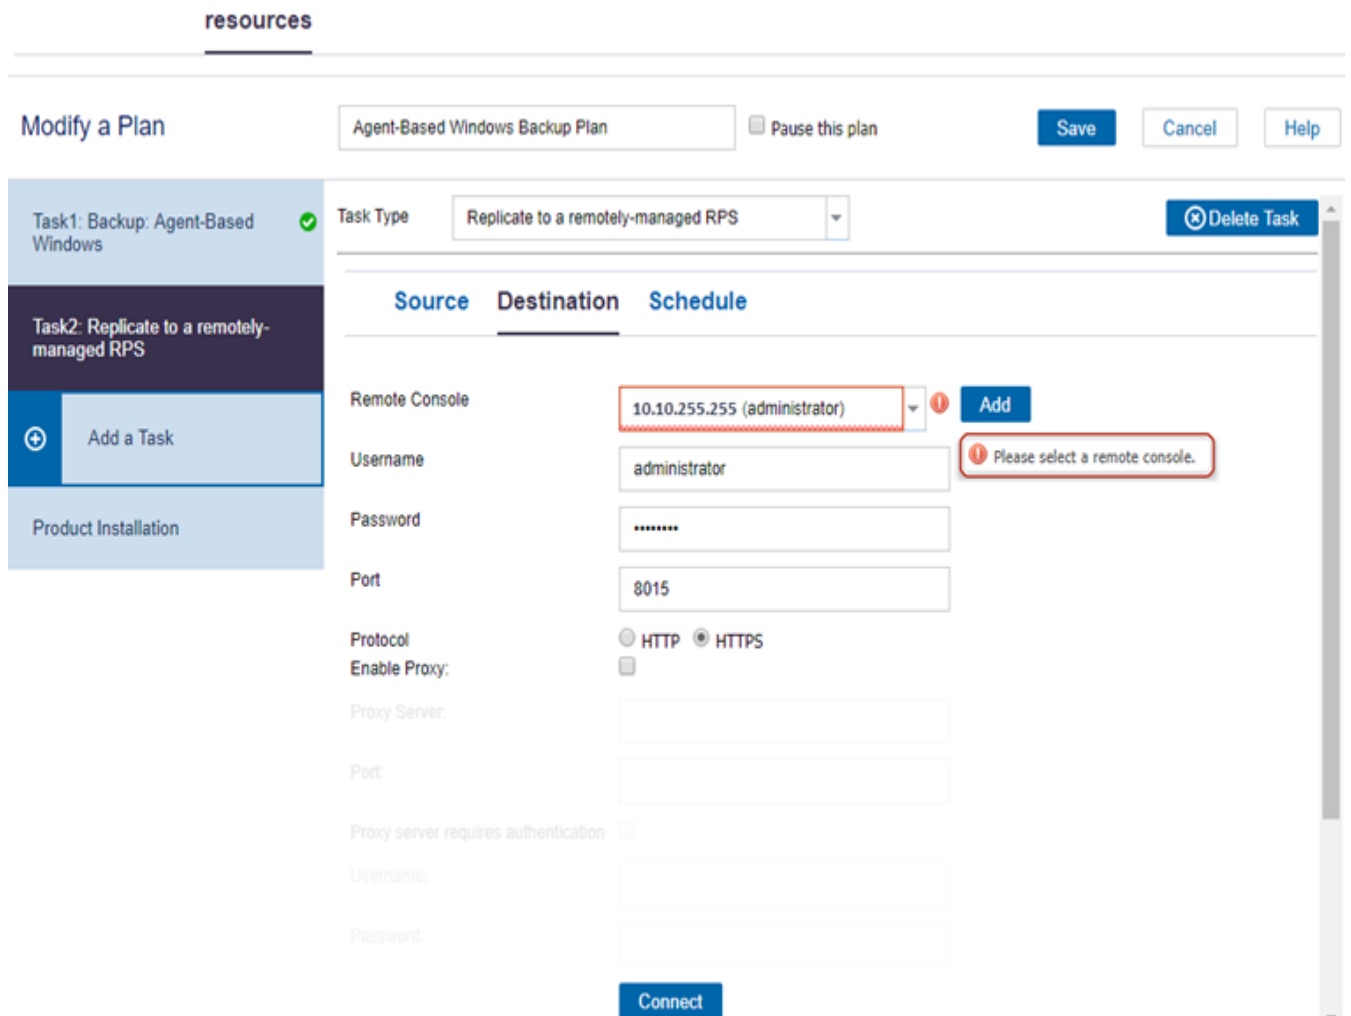 resources
Modify a Plan
Agent-Based Windows Backup Plan
Pause this plan
Save
Cancel
Help
Task1: Backup: Agent-Based
Windows
Task2: Replicate to a remotely-
managed RPS
Add a Task
Product Installation
Task Type
Replicate to a remotely-managed RPS
Delete Task
Source
Destination
Schedule
Remote Console
10.10.255.255 (administrator)
Add
Please select a remote console.
Username
administrator
Password
••••••••
Port
8015
Protocol
HTTP
HTTPS
Enable Proxy:
Proxy Server:
Port:
Proxy server requires authentication
Username:
Password:
Connect